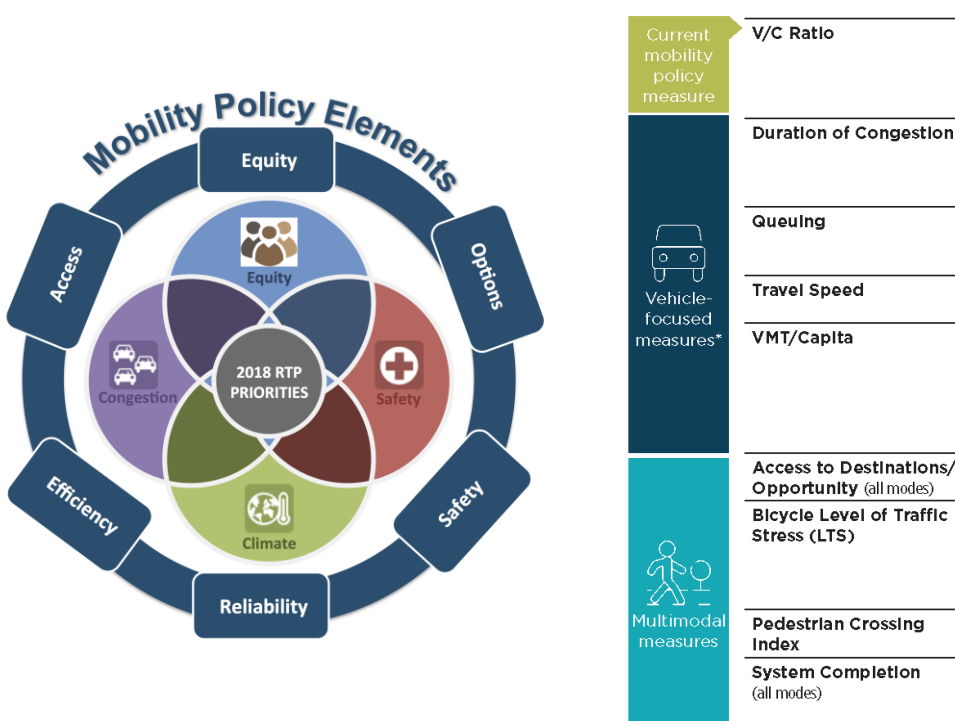 Mobility Policy Elements
Equity
Access
Options
Equity
Congestion
2018 RTP
PRIORITIES
Safety
Climate
Efficiency
Safety
Reliability
Current
mobility
policy
measure
V/C Ratio
Vehicle-
focused
measures*
Duration of Congestion
Queuing
Travel Speed
VMT/Capita
Multimodal
measures
Access to Destinations/
Opportunity (all modes)
Bicycle Level of Traffic
Stress (LTS)
Pedestrian Crossing
Index
System Completion
(all modes)